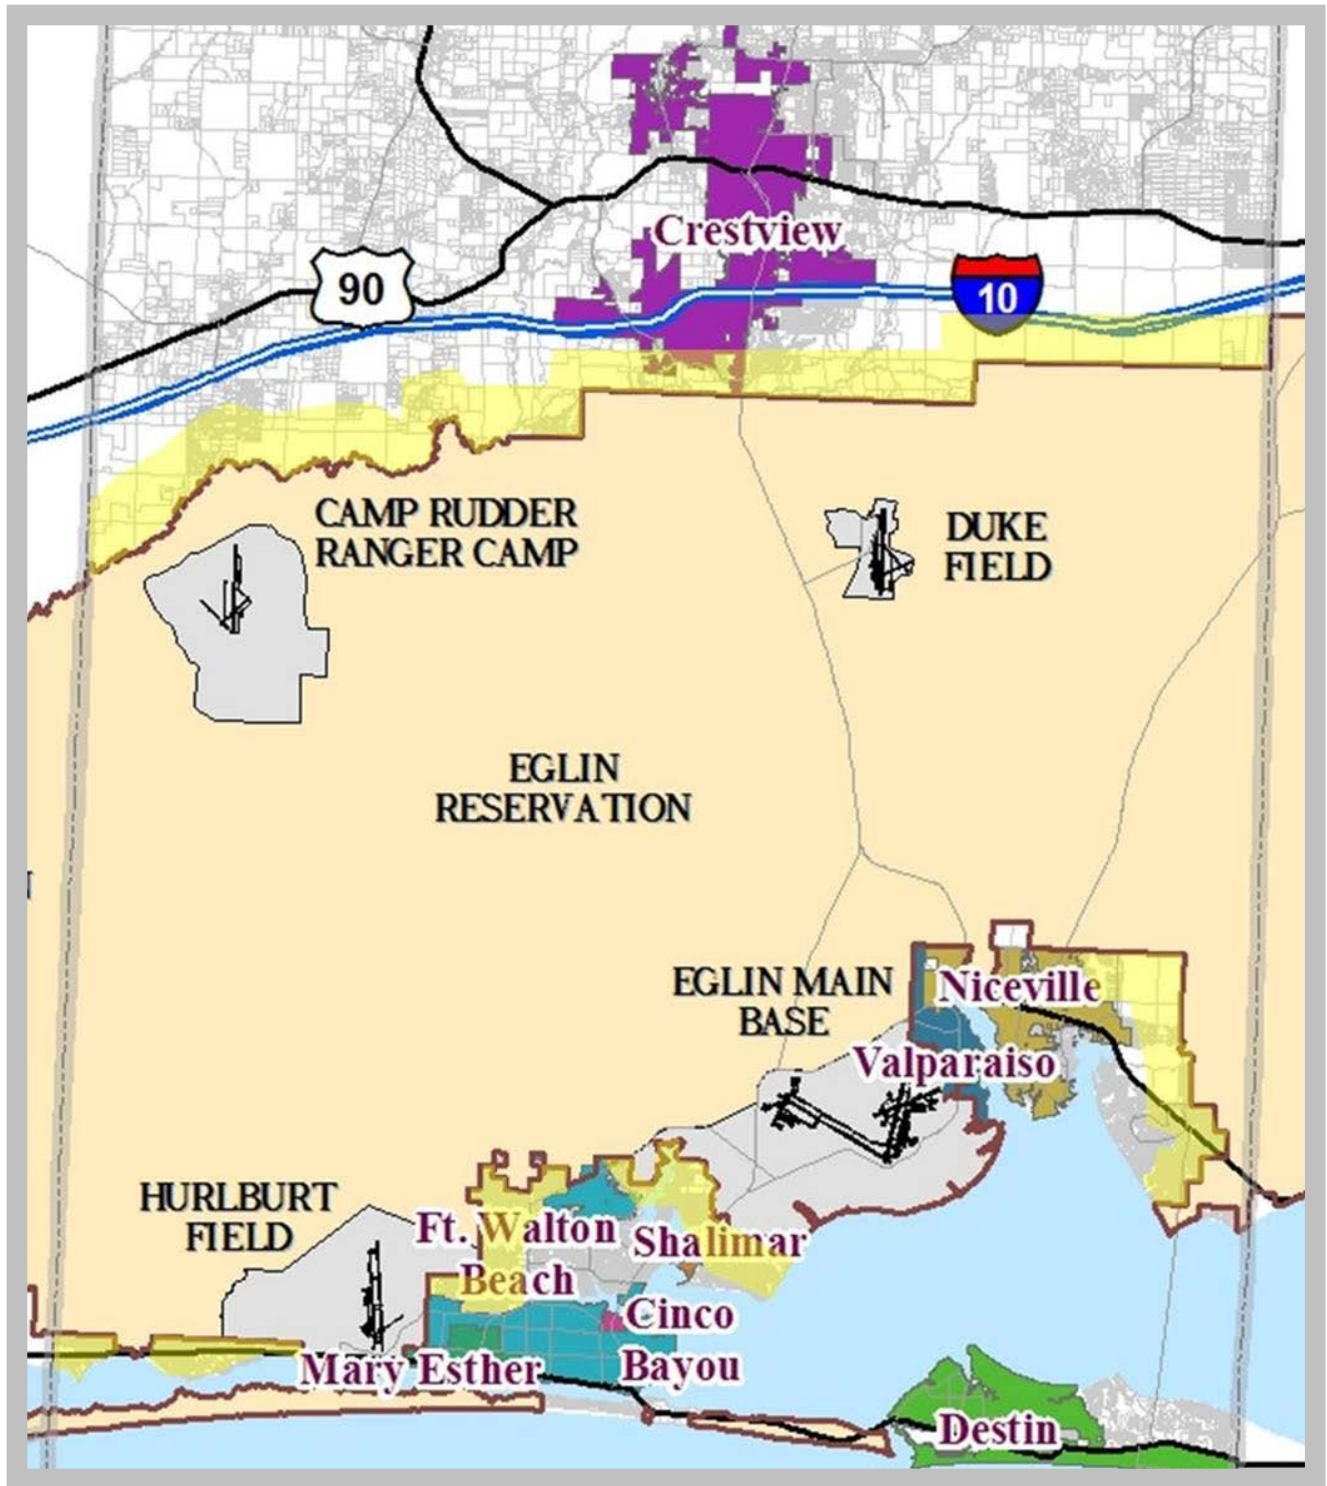 Crestview
90
10
CAMP RUDDER
RANGER CAMP
DUKE
FIELD
EGLIN
RESERVATION
EGLIN MAIN
BASE
Niceville
Valparaiso
HURLBURT
FIELD
Ft. Walton
Beach
Shalimar
Cinco
Bayou
Mary Esther
Destin